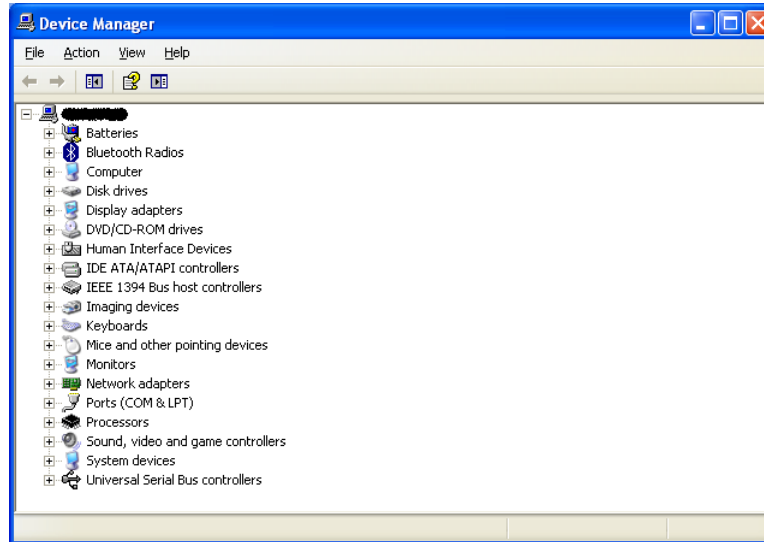 Device Manager
File Action View Help
Batteries
Bluetooth Radios
Computer
Disk drives
Display adapters
DVD/CD-ROM drives
Human Interface Devices
IDE ATA/ATAPI controllers
IEEE 1394 Bus host controllers
Imaging devices
Keyboards
Mice and other pointing devices
Monitors
Network adapters
Ports (COM & LPT)
Processors
Sound, video and game controllers
System devices
Universal Serial Bus controllers